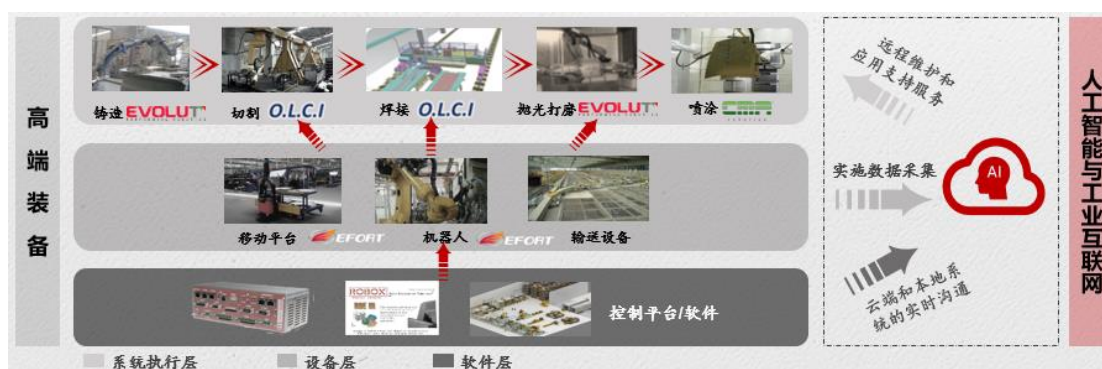 高端装备
铸造 EVOLUT
切割 O.L.C.I
焊接 O.L.C.I
抛光打磨 EVOLUT
喷涂 CMA
移动平台 EFORT
机器人 EFORT
输送设备
ROBOX
控制平台/软件
系统执行层
设备层
软件层
远程维护和
应用支持服务
实施数据采集
AI
云端和本地系
统的实时沟通
人工智能与工业互联网